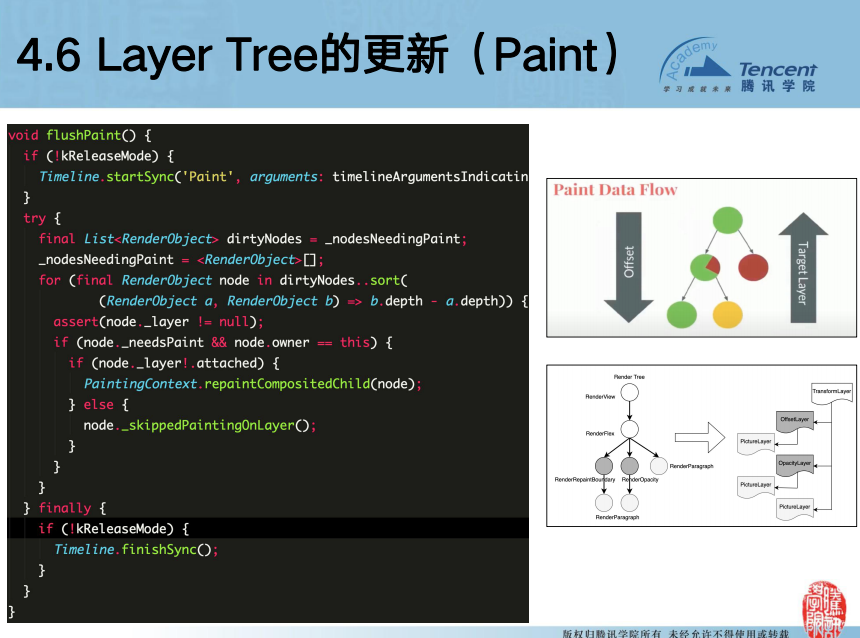 4.6 Layer Tree的更新（Paint）
Academy
Tencent
学习成就未来 腾讯学院
void flushPaint() {
if (!kReleaseMode) {
Timeline.startSync('Paint', arguments: timelineArgumentsIndicatin
}
try {
final List<RenderObject> dirtyNodes = _nodesNeedingPaint;
_nodesNeedingPaint = <RenderObject>[];
for (final RenderObject node in dirtyNodes..sort(
(RenderObject a, RenderObject b) => b.depth - a.depth)) {
assert(node._layer != null);
if (node._needsPaint && node.owner == this) {
if (node._layer!.attached) {
PaintingContext.repaintCompositedChild(node);
} else {
node._skippedPaintingOnLayer();
}
}
}
} finally {
if (!kReleaseMode) {
Timeline.finishSync();
}
}
}
Paint Data Flow
Offset
Target Layer
Render Tree
RenderView
RenderFlex
RenderParagraph
RenderRepaintBoundary
RenderOpacity
RenderParagraph
TransformLayer
OffsetLayer
PictureLayer
OpacityLayer
PictureLayer
PictureLayer
版权归腾讯学院所有 未经允许不得使用或转载